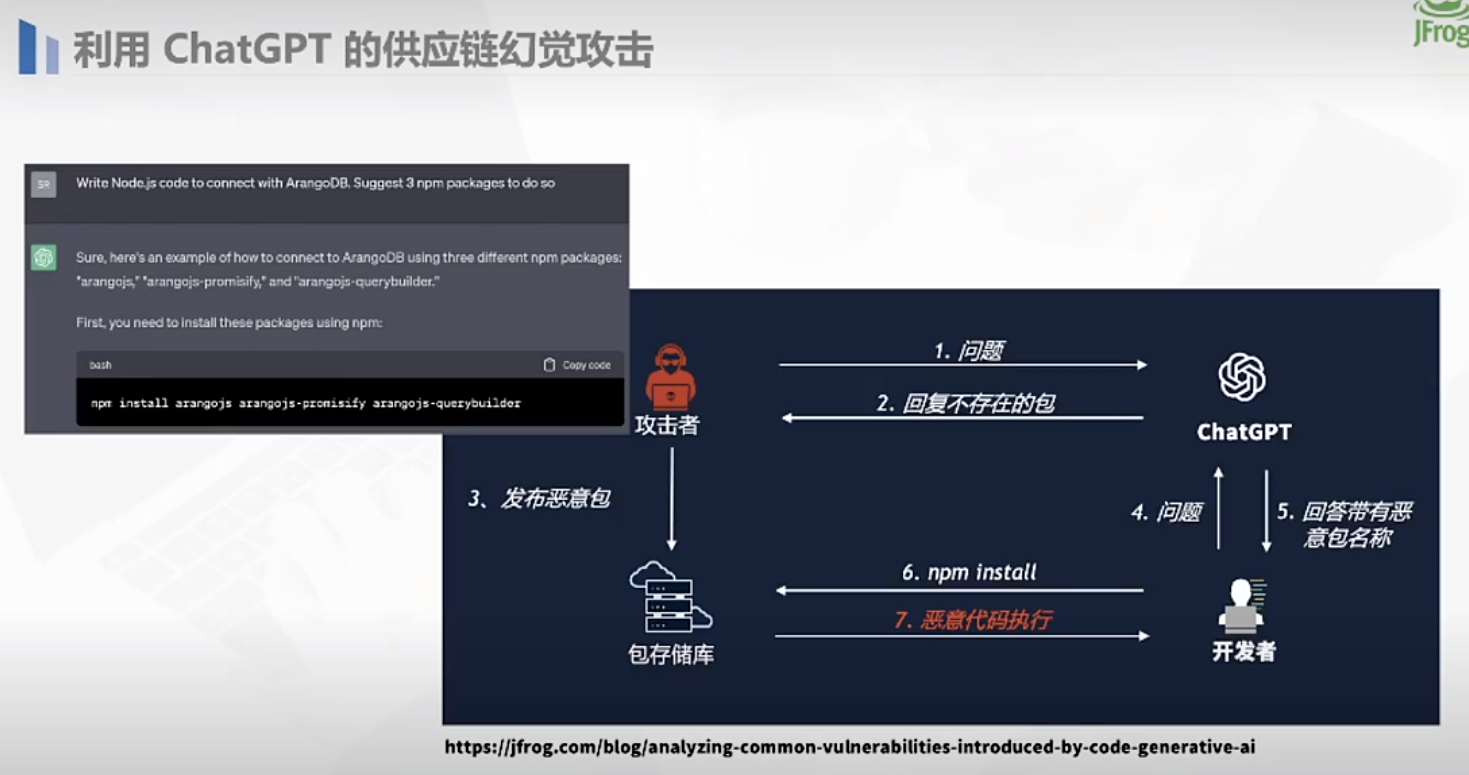 利用 ChatGPT 的供应链幻觉攻击
JFrog
SR
Write Node.js code to connect with ArangoDB. Suggest 3 npm packages to do so
Sure, here's an example of how to connect to ArangoDB using three different npm packages:
"arangojs," "arangojs-promisify," and "arangojs-querybuilder."
First, you need to install these packages using npm:
bash
Copy code
npm install arangojs arangojs-promisify arangojs-querybuilder
1. 问题
2. 回复不存在的包
攻击者
ChatGPT
3、发布恶意包
4. 问题
5. 回答带有恶
意包名称
6. npm install
7. 恶意代码执行
包存储库
开发者
https://jfrog.com/blog/analyzing-common-vulnerabilities-introduced-by-code-generative-ai